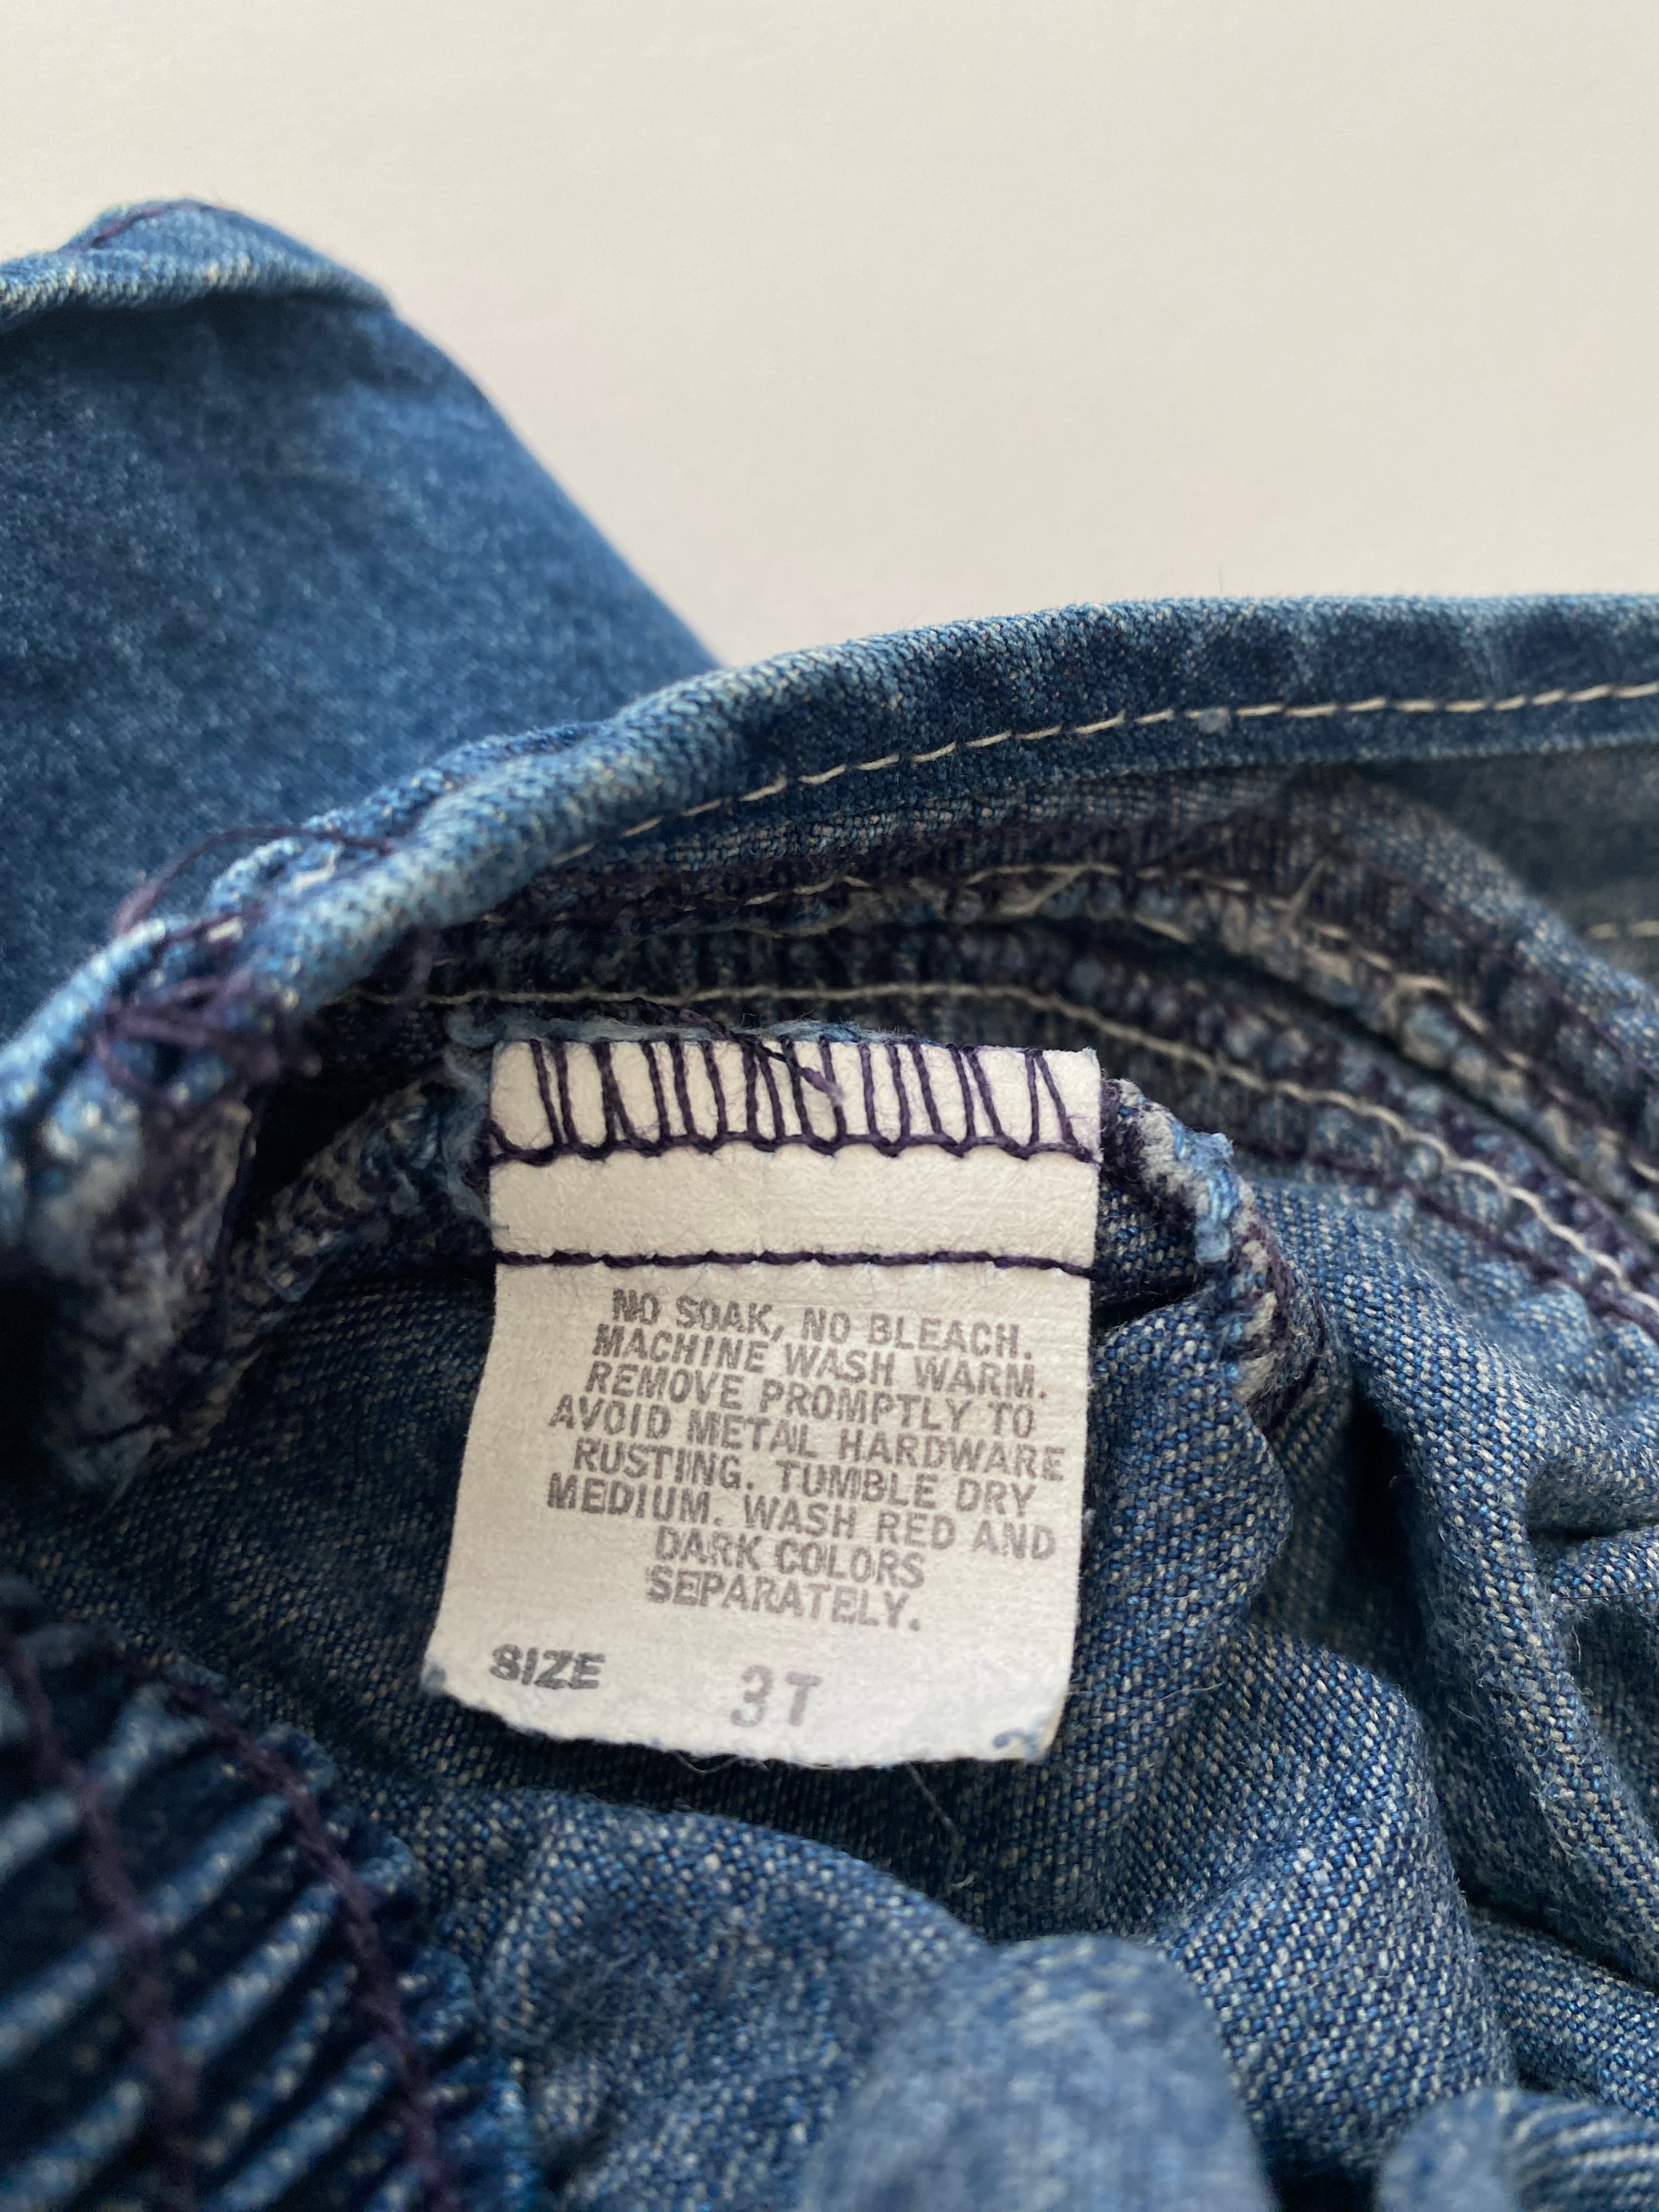 NO SOAK, NO BLEACH.
MACHINE WASH WARM.
REMOVE PROMPTLY TO
AVOID METAL HARDWARE
RUSTING. TUMBLE DRY
MEDIUM. WASH RED AND
DARK COLORS
SEPARATELY.
SIZE 3T